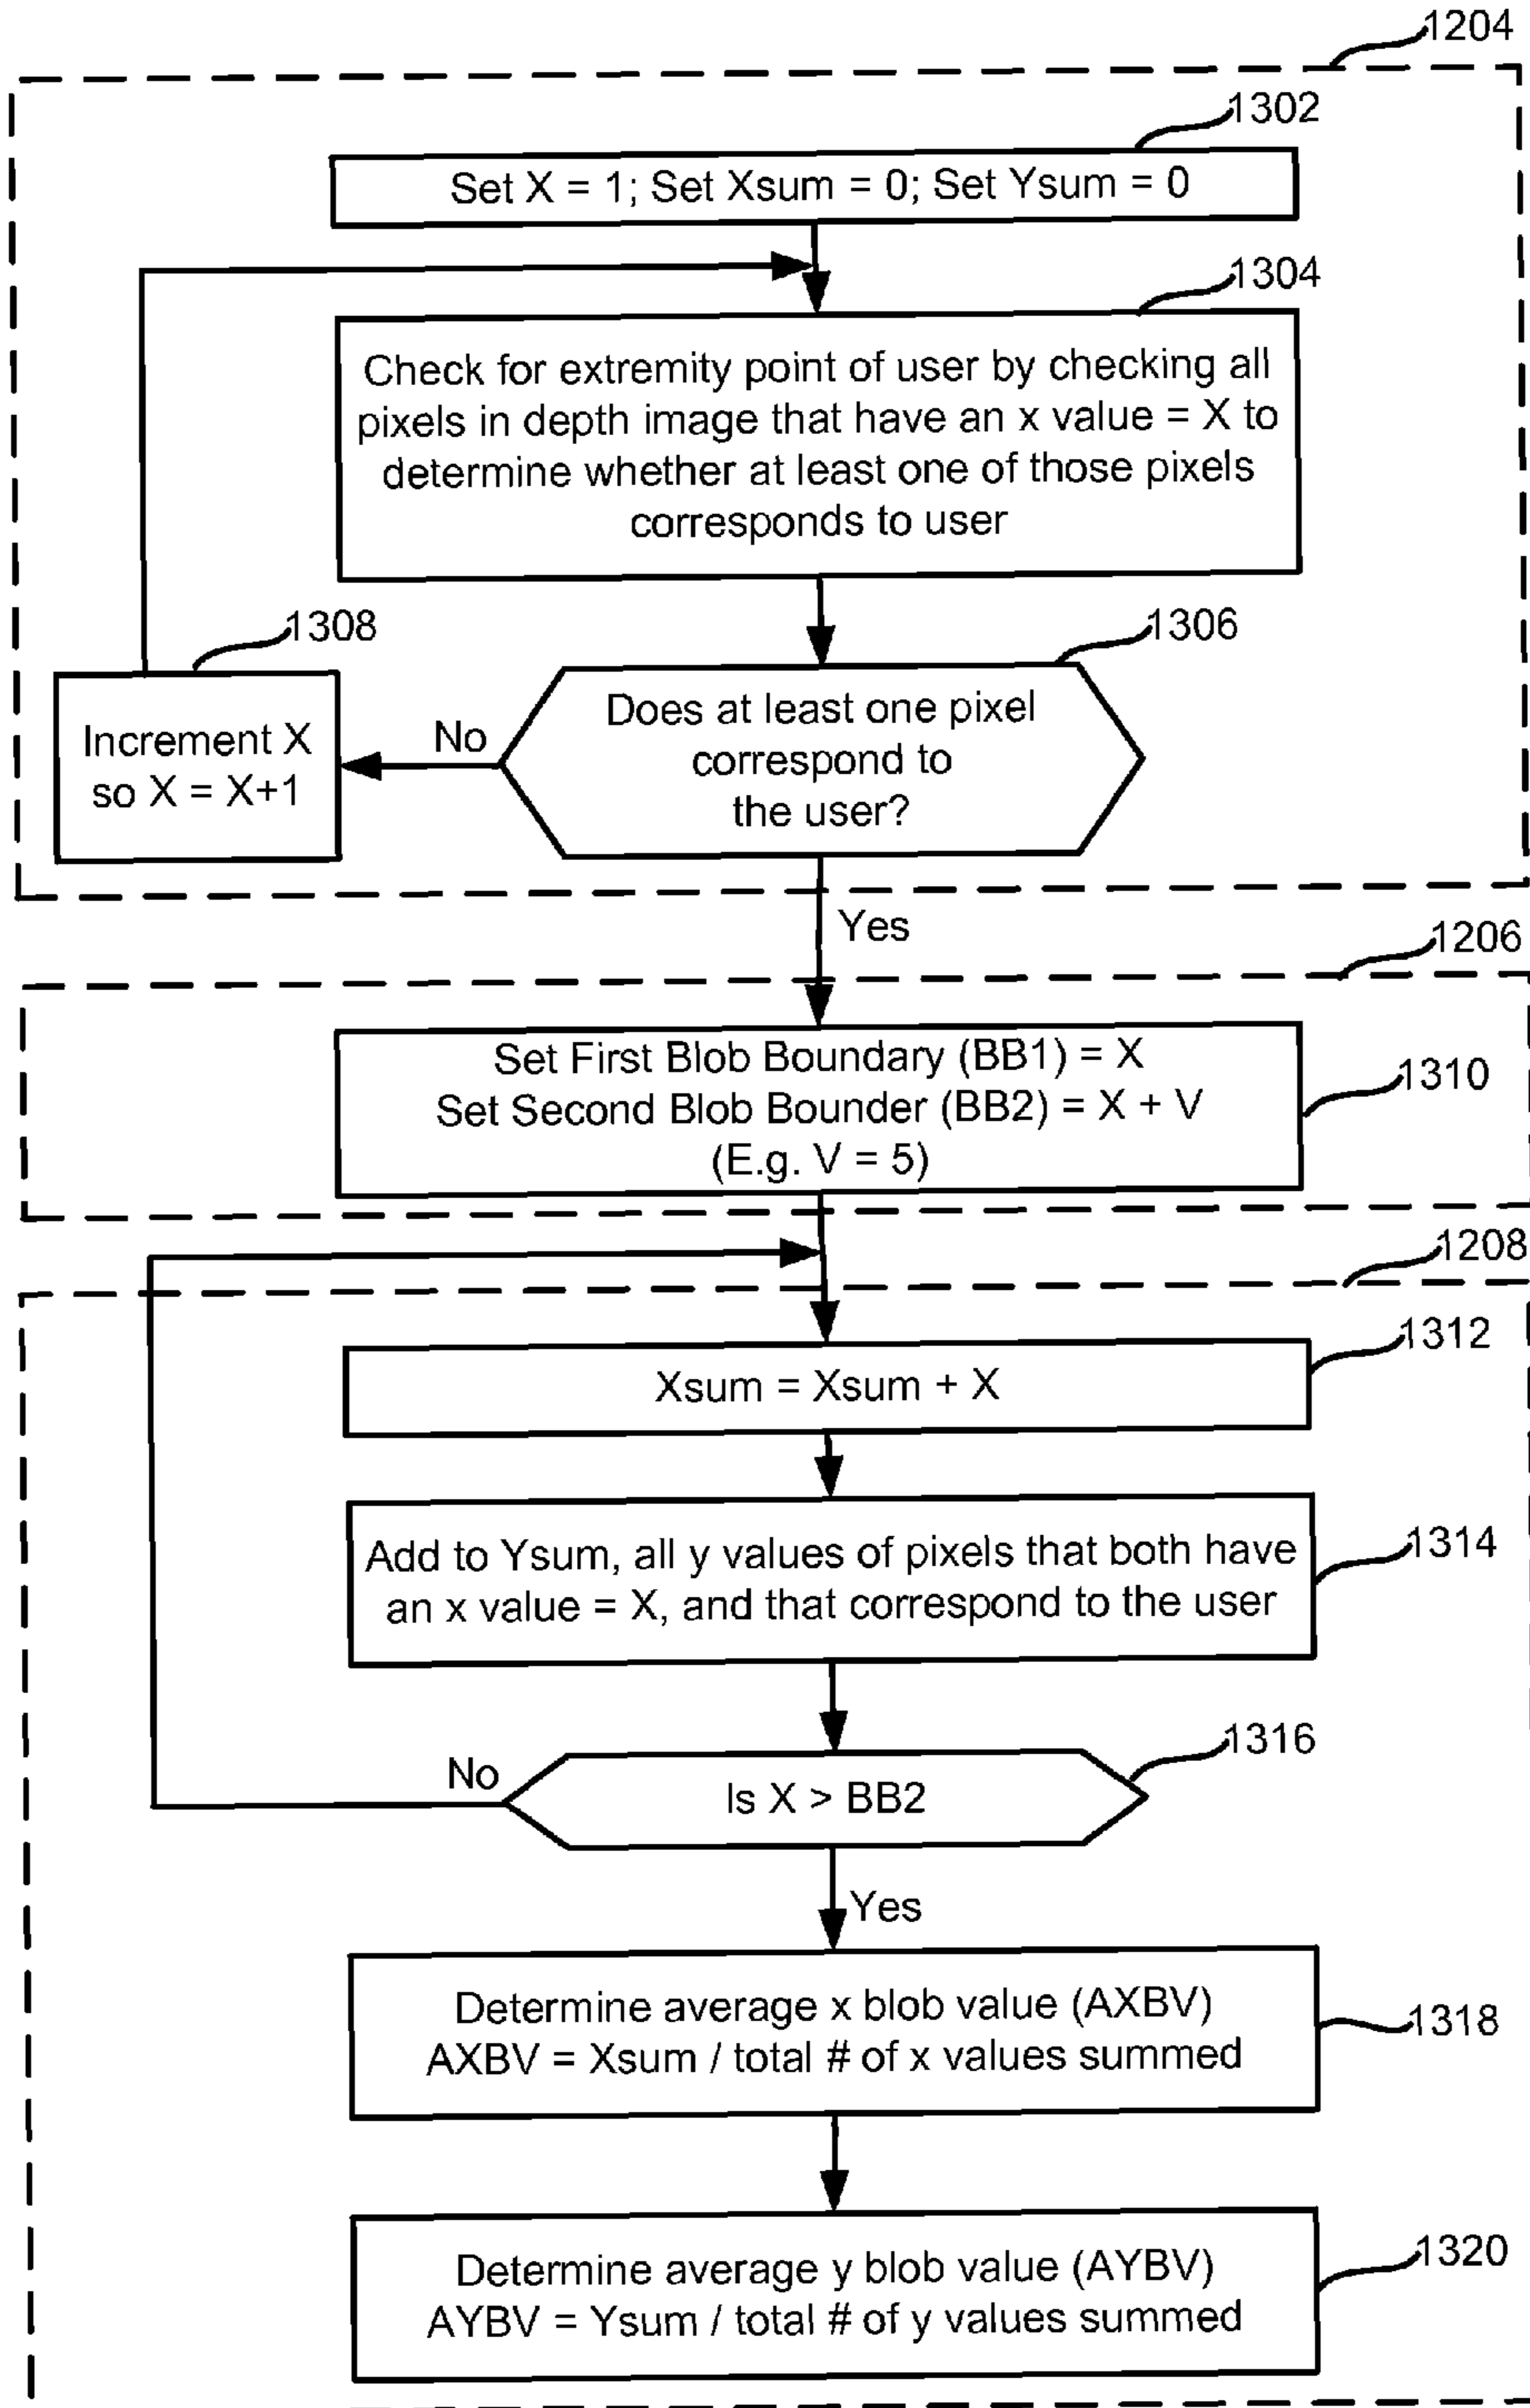 1204
1302
Set X = 1; Set Xsum = 0; Set Ysum = 0
1304
Check for extremity point of user by checking all
pixels in depth image that have an x value = X to
determine whether at least one of those pixels
corresponds to user
1308
1306
Increment X
so X = X+1
No
Does at least one pixel
correspond to
the user?
Yes
1206
Set First Blob Boundary (BB1) = X
Set Second Blob Bounder (BB2) = X + V
(E.g. V = 5)
1310
1208
1312
Xsum = Xsum + X
1314
Add to Ysum, all y values of pixels that both have
an x value = X, and that correspond to the user
1316
No
Is X > BB2
Yes
Determine average x blob value (AXBV)
AXBV = Xsum / total # of x values summed
1318
Determine average y blob value (AYBV)
AYBV = Ysum / total # of y values summed
1320